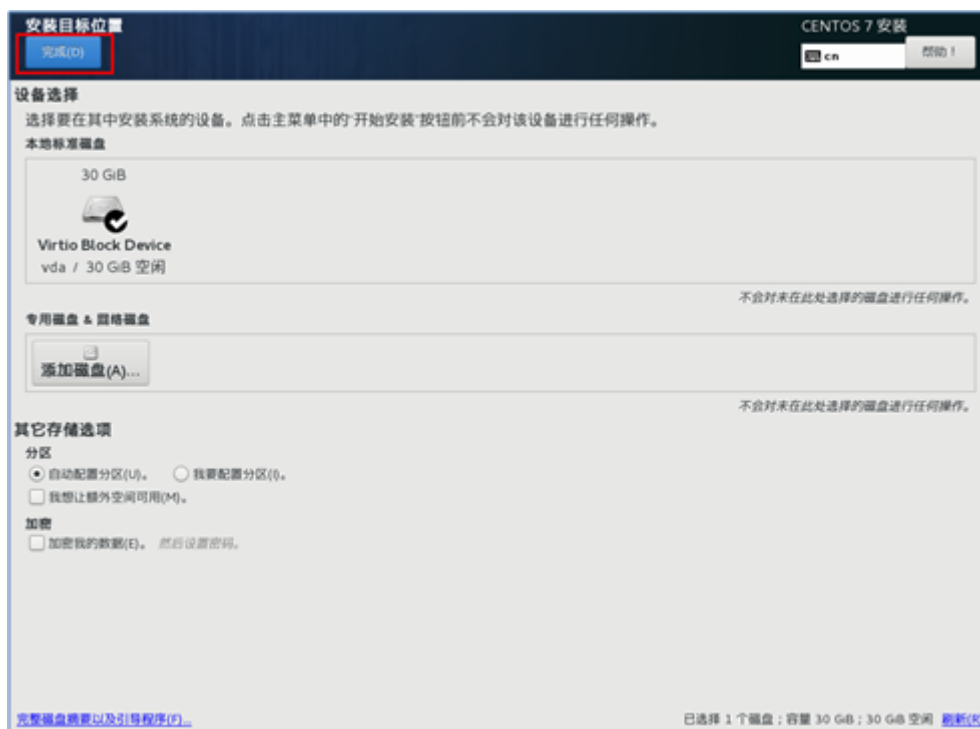 安装目标位置
CENTOS 7 安装
完成(D)
cn
帮助！
设备选择
选择要在其中安装系统的设备。点击主菜单中的"开始安装"按钮前不会对该设备进行任何操作。
本地标准磁盘
30 GiB
Virtio Block Device
vda / 30 GiB 空闲
不会对未在此处选择的磁盘进行任何操作。
专用磁盘 & 网络磁盘
添加磁盘(A)...
不会对未在此处选择的磁盘进行任何操作。
其它存储选项
分区
自动配置分区(U)。 我要配置分区(I)。
我想让额外空间可用(M)。
加密
加密我的数据(E)。 然后设置密码。
完整磁盘摘要以及引导程序(F)...
已选择 1 个磁盘；容量 30 GiB；30 GiB 空闲 刷新(R